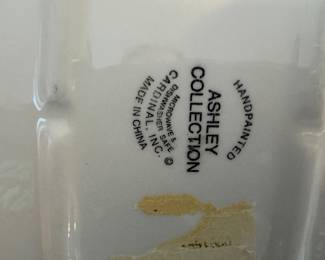 HANDPAINTED
ASHLEY
COLLECTION
MICROWAVE &
DISHWASHER SAFE
©
CARDINAL, INC.
MADE IN CHINA